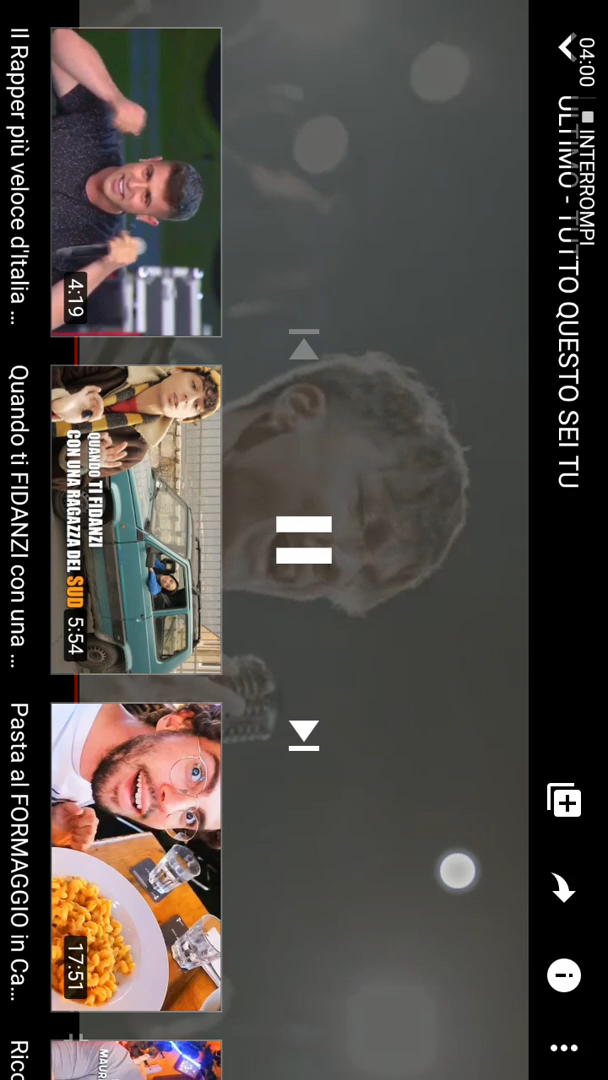 04:00
INTERROMPI
ULTIMO - TUTTO QUESTO SEI TU
4:19
QUANDO TI FIDANZI
CON UNA RAGAZZA DEL SUD
5:54
17:51
MAUR
Il Rapper più veloce d'Italia ...
Quando ti FIDANZI con una ...
Pasta al FORMAGGIO in Ca...
Ricc